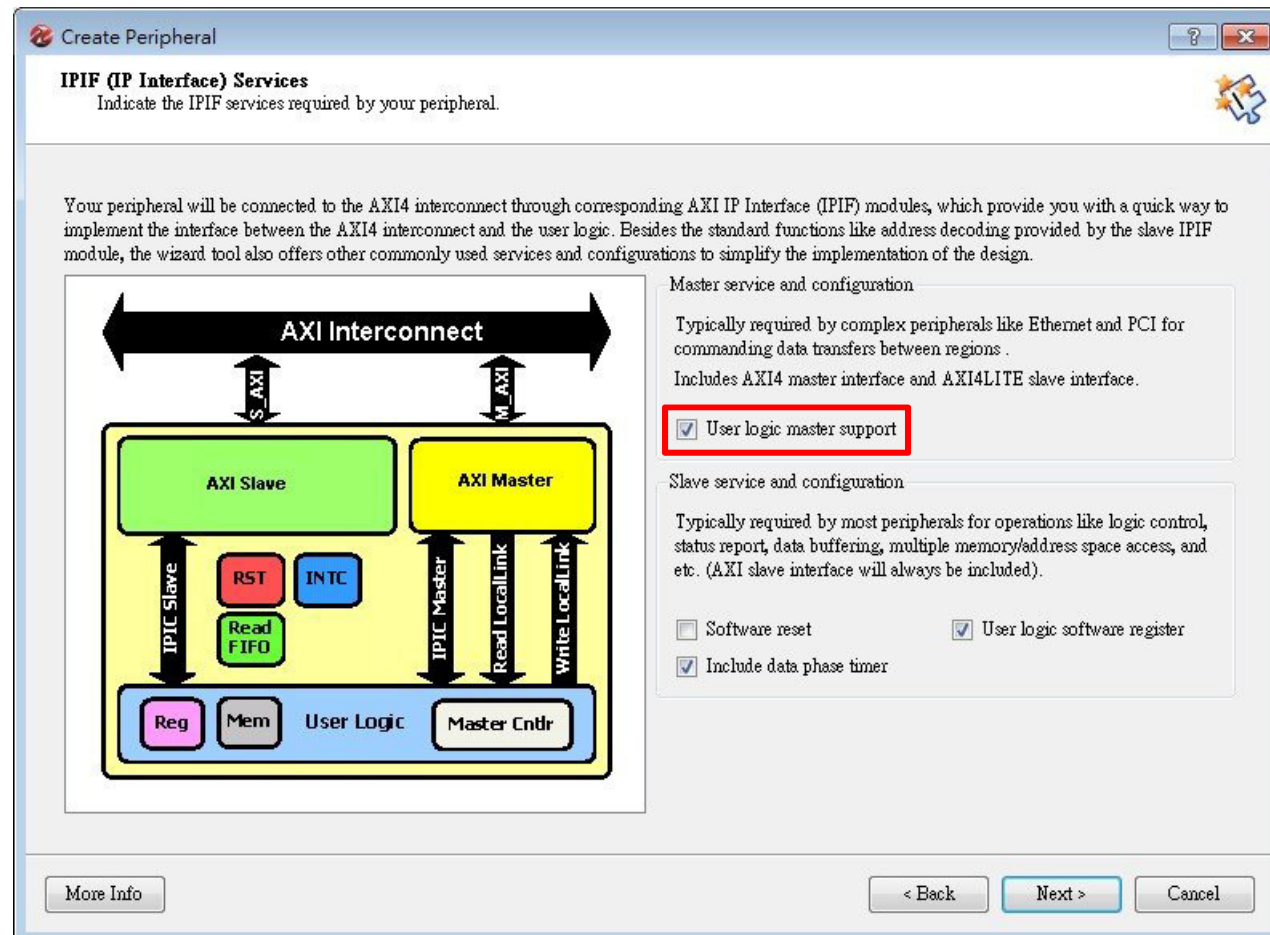 Create Peripheral
IPIF (IP Interface) Services
Indicate the IPIF services required by your peripheral.
Your peripheral will be connected to the AXI4 interconnect through corresponding AXI IP Interface (IPIF) modules, which provide you with a quick way to
implement the interface between the AXI4 interconnect and the user logic. Besides the standard functions like address decoding provided by the slave IPIF
module, the wizard tool also offers other commonly used services and configurations to simplify the implementation of the design.
AXI Interconnect
S_AXI
M_AXI
AXI Slave
AXI Master
IPIC Slave
RST
INTC
Read
FIFO
IPIC Master
Read LocalLink
Write LocalLink
Reg
Mem
User Logic
Master Cntlr
Master service and configuration
Typically required by complex peripherals like Ethernet and PCI for
commanding data transfers between regions .
Includes AXI4 master interface and AXI4LITE slave interface.
User logic master support
Slave service and configuration
Typically required by most peripherals for operations like logic control,
status report, data buffering, multiple memory/address space access, and
etc. (AXI slave interface will always be included).
Software reset
User logic software register
Include data phase timer
More Info
< Back
Next >
Cancel